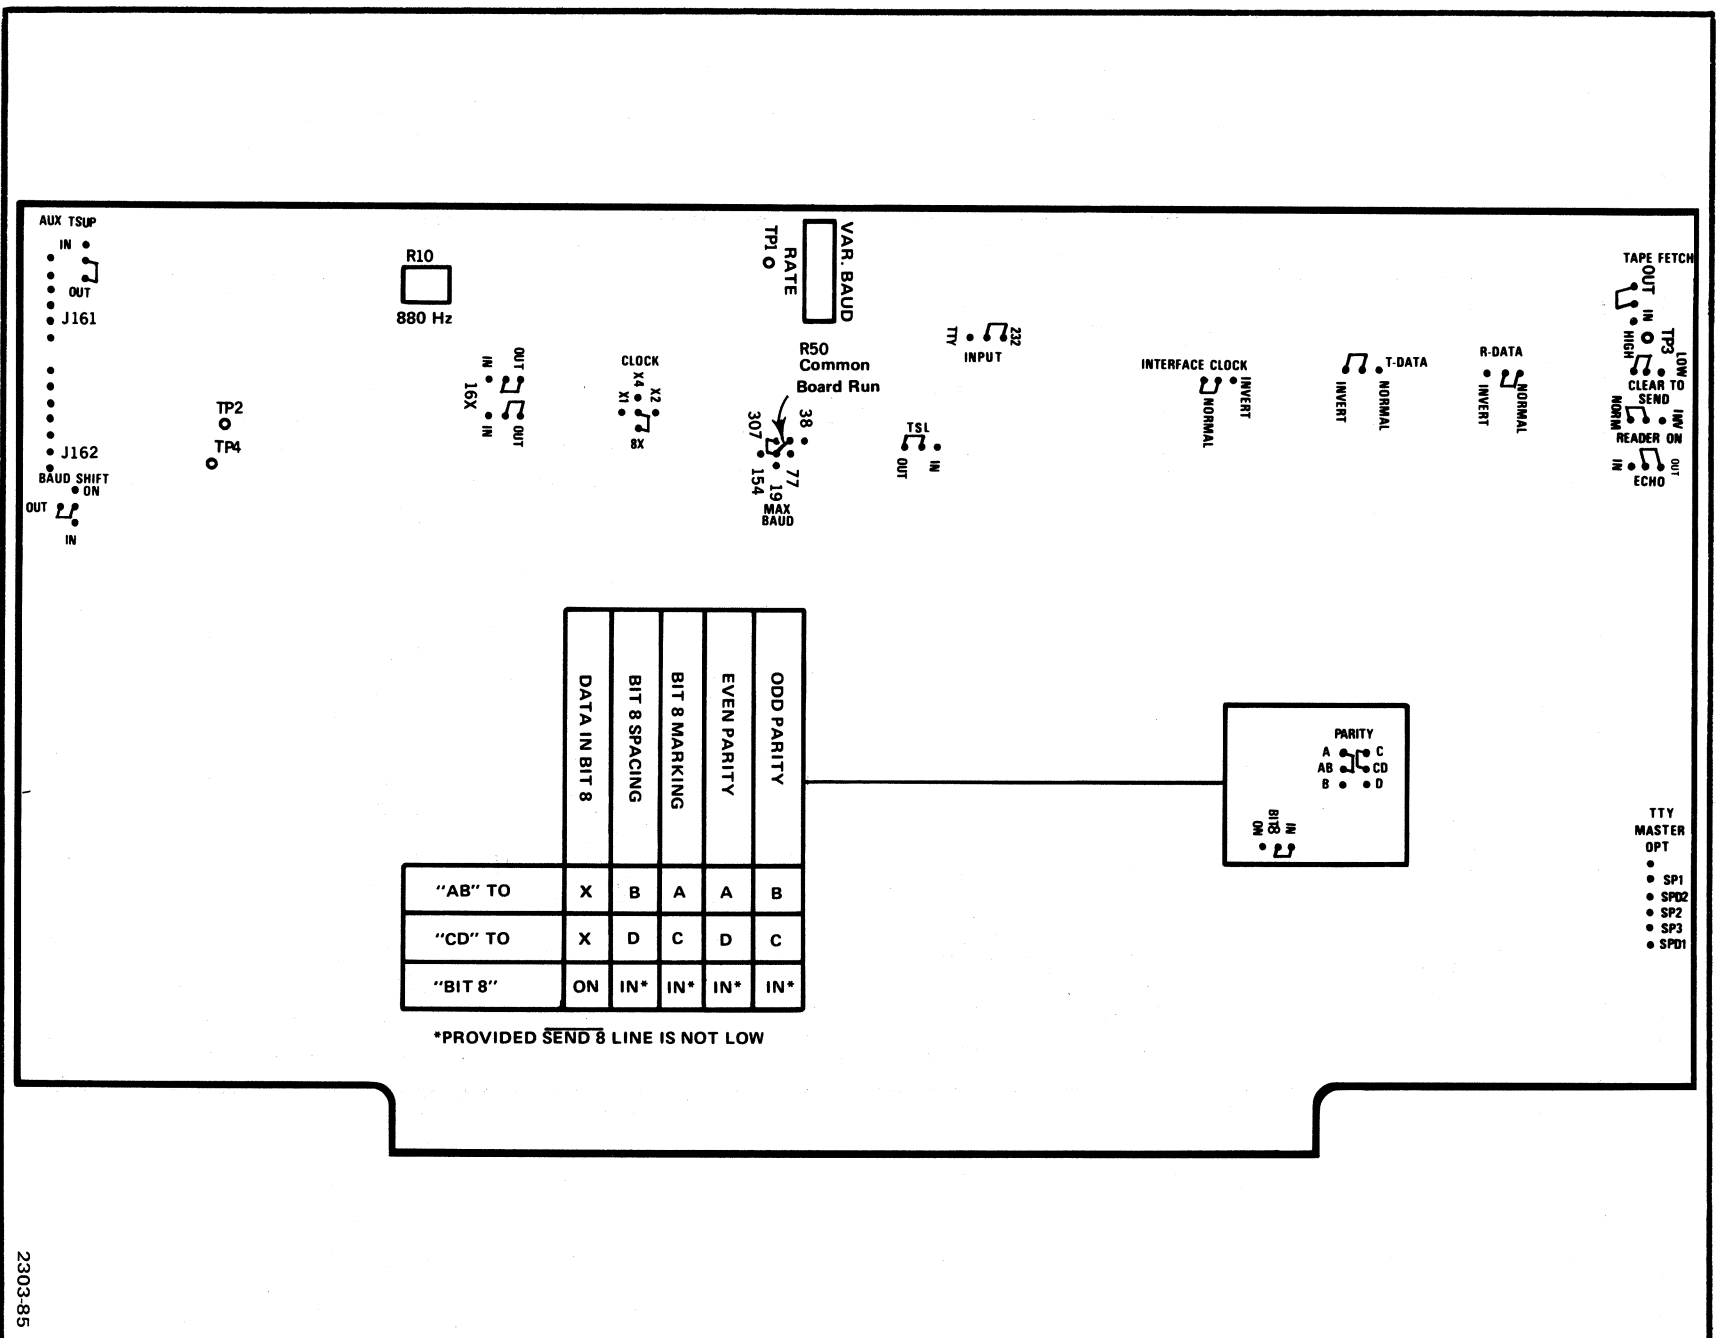 AUX TSUP
IN
OUT
J161
J162
BAUD SHIFT
ON
OUT
IN
TP2
TP4
R10
880 Hz
IN
OUT
16X
IN
OUT
CLOCK
X4
X1
X2
8X
TP1
VAR. BAUD
RATE
R50
Common
Board Run
307
38
154
19
77
MAX
BAUD
TTY
232
INPUT
TSL
OUT
IN
INTERFACE CLOCK
NORMAL
INVERT
T-DATA
INVERT
NORMAL
R-DATA
INVERT
NORMAL
TAPE FETCH
OUT
IN
TP3
HIGH
LOW
CLEAR TO
SEND
NORM
INV
READER ON
IN
OUT
ECHO
DATA IN BIT 8
BIT 8 SPACING
BIT 8 MARKING
EVEN PARITY
ODD PARITY
"AB" TO X B A A B
"CD" TO X D C D C
"BIT 8" ON IN* IN* IN* IN*
*PROVIDED SEND 8 LINE IS NOT LOW
PARITY
A C
AB CD
B D
ON
BIT8
IN
TTY
MASTER
OPT
SP1
SPD2
SP2
SP3
SPD1
2303-85